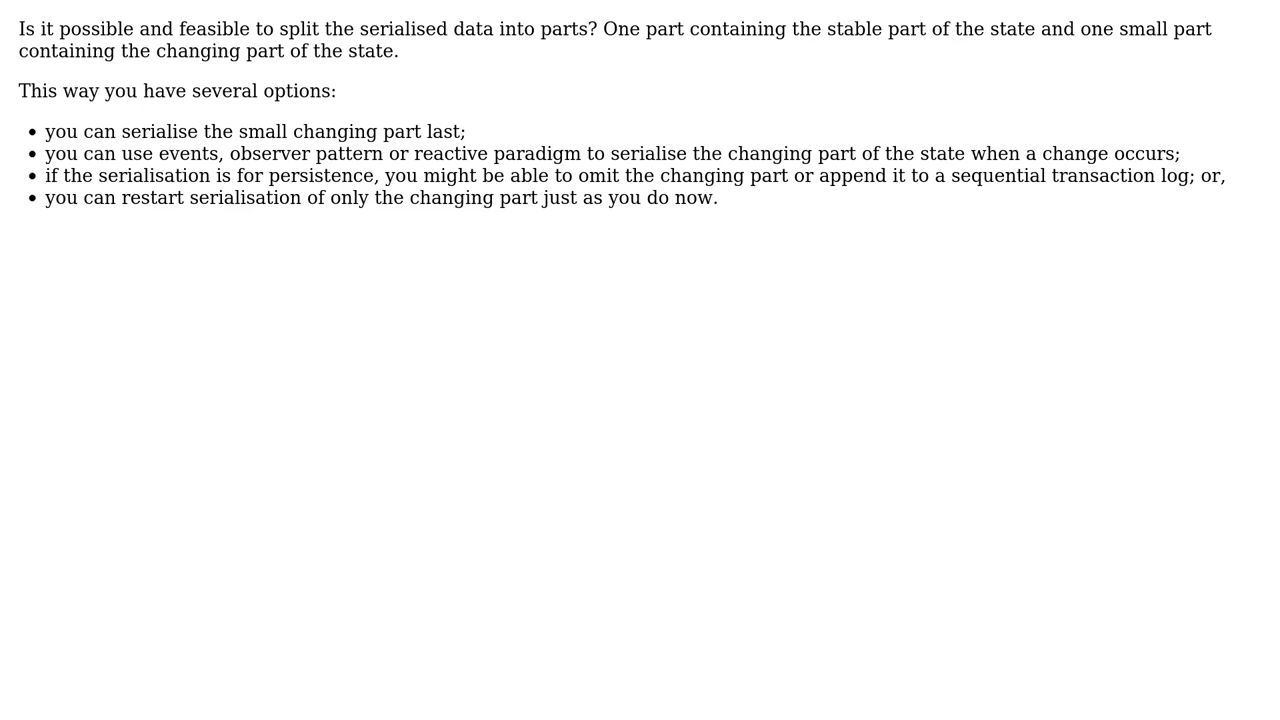 Is it possible and feasible to split the serialised data into parts? One part containing the stable part of the state and one small part
containing the changing part of the state.
This way you have several options:
• you can serialise the small changing part last;
• you can use events, observer pattern or reactive paradigm to serialise the changing part of the state when a change occurs;
• if the serialisation is for persistence, you might be able to omit the changing part or append it to a sequential transaction log; or,
• you can restart serialisation of only the changing part just as you do now.